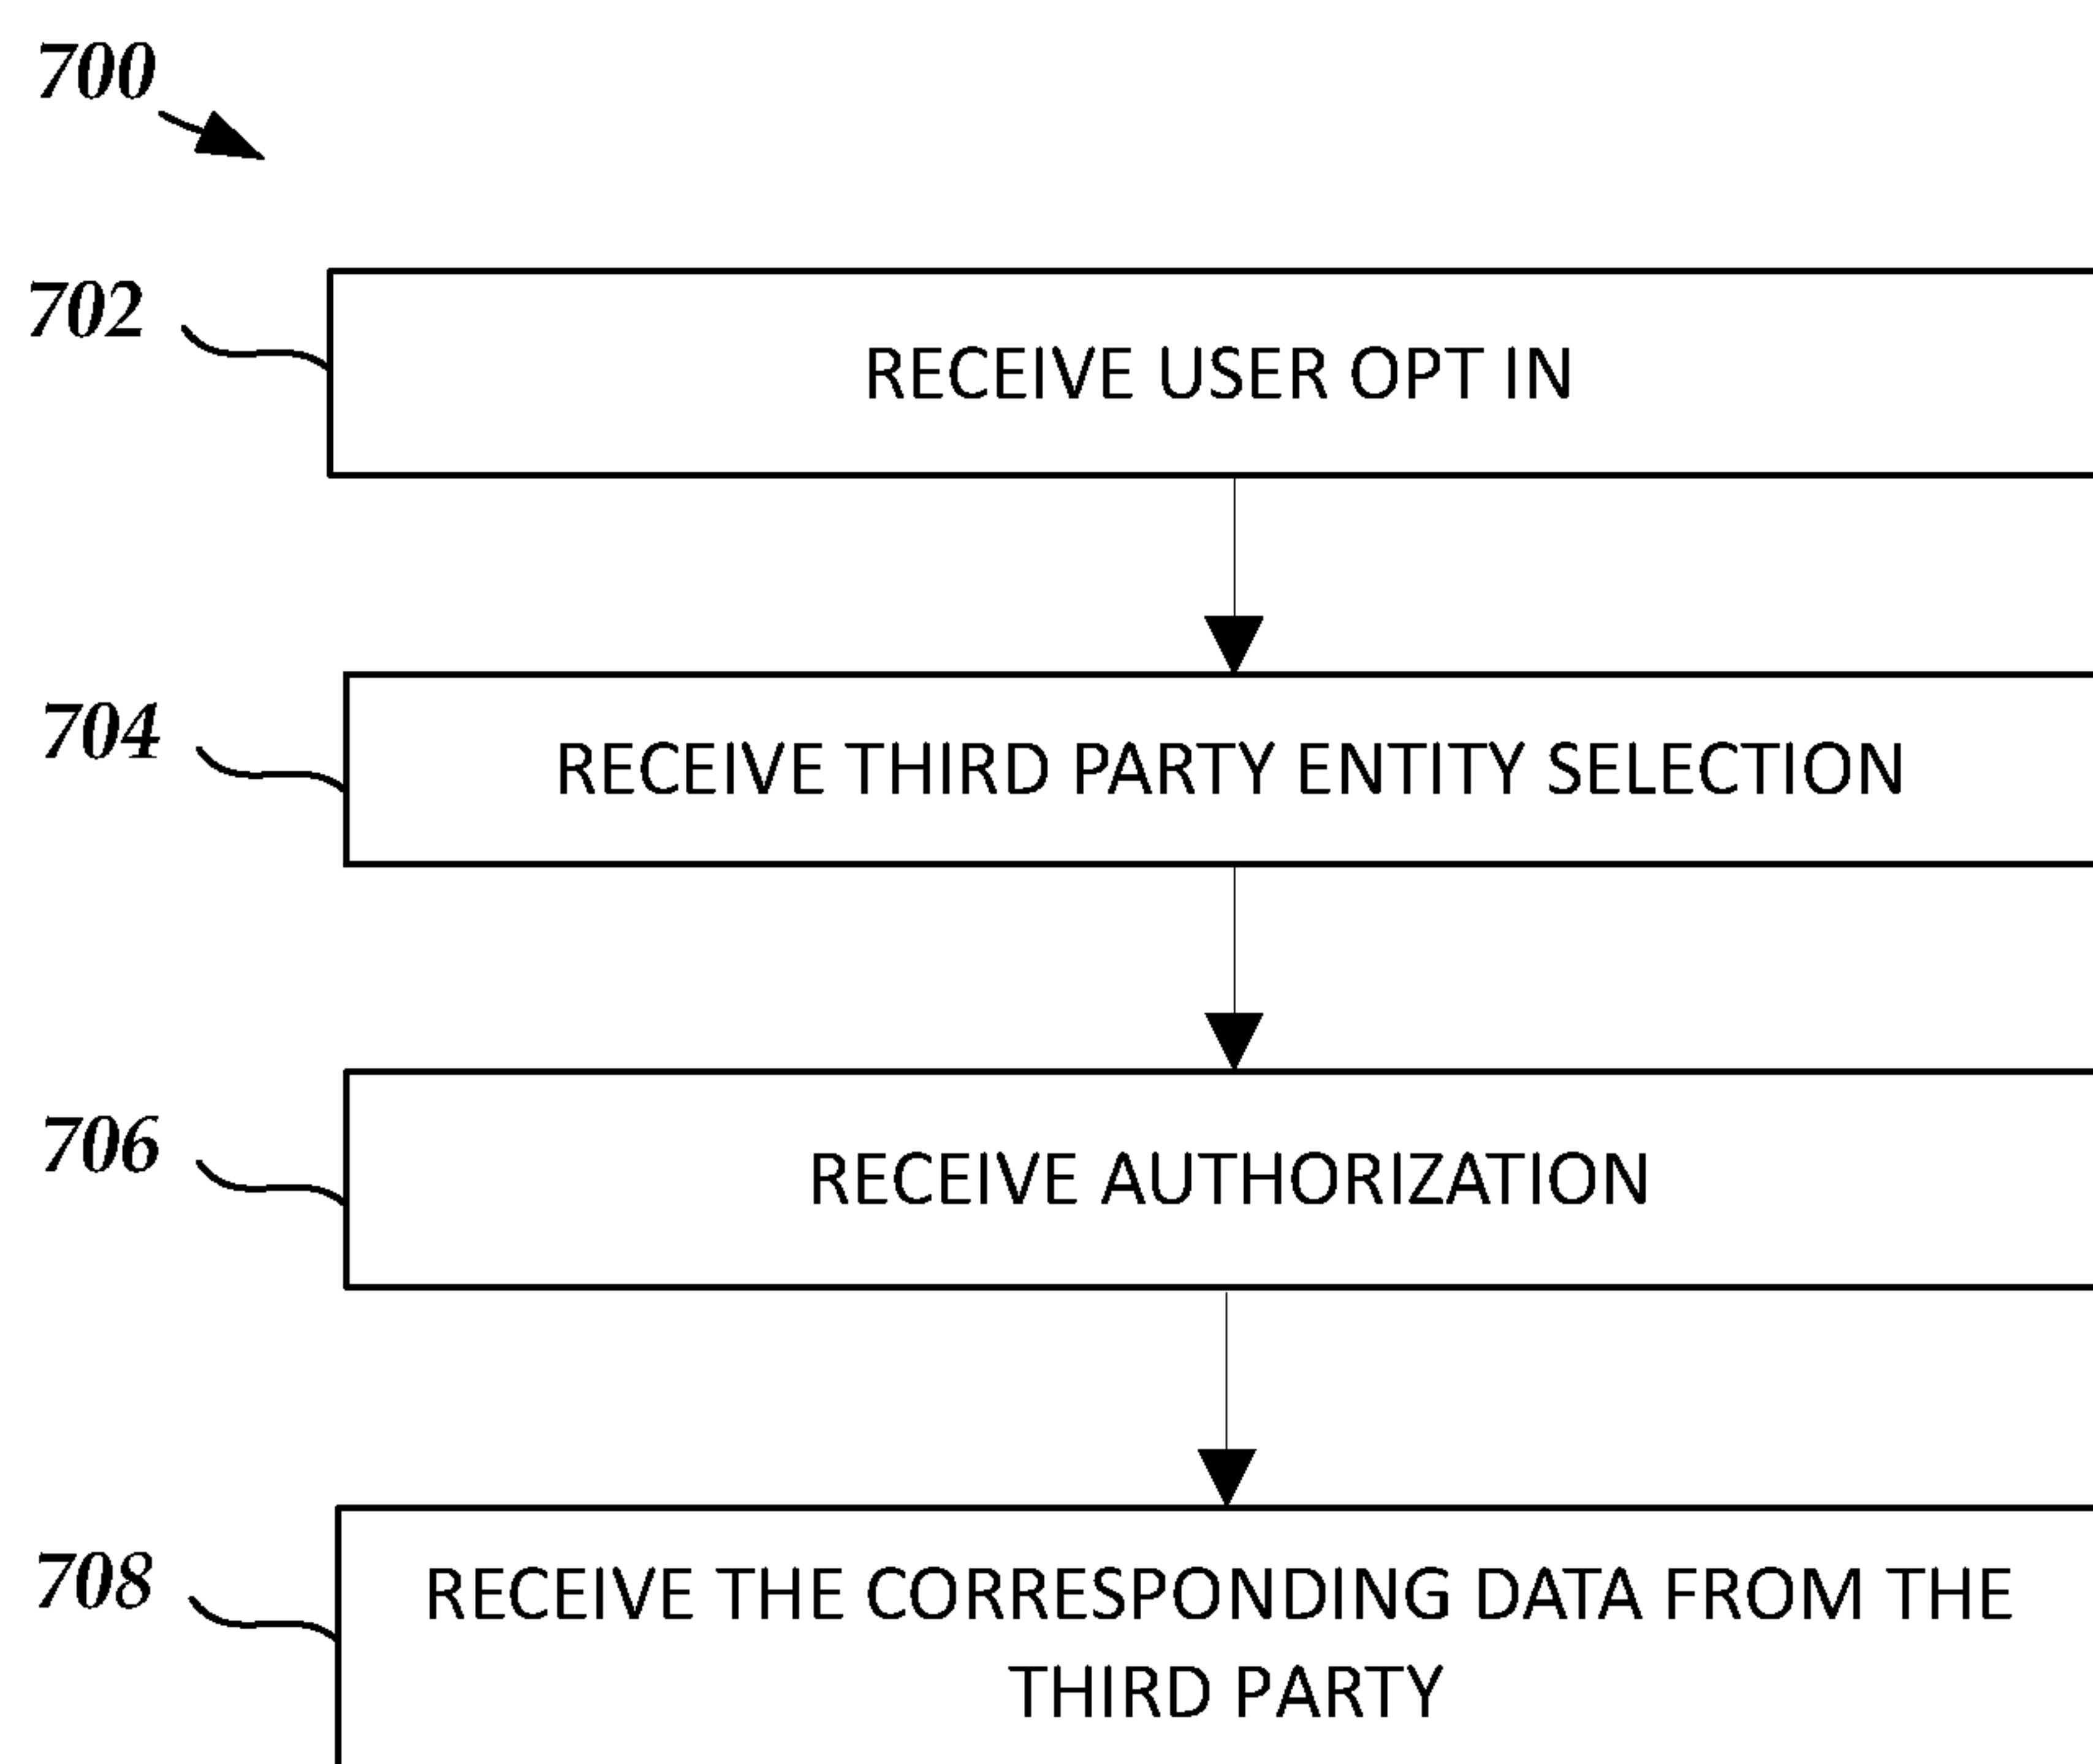 700
702
RECEIVE USER OPT IN
704
RECEIVE THIRD PARTY ENTITY SELECTION
706
RECEIVE AUTHORIZATION
708
RECEIVE THE CORRESPONDING DATA FROM THE
THIRD PARTY